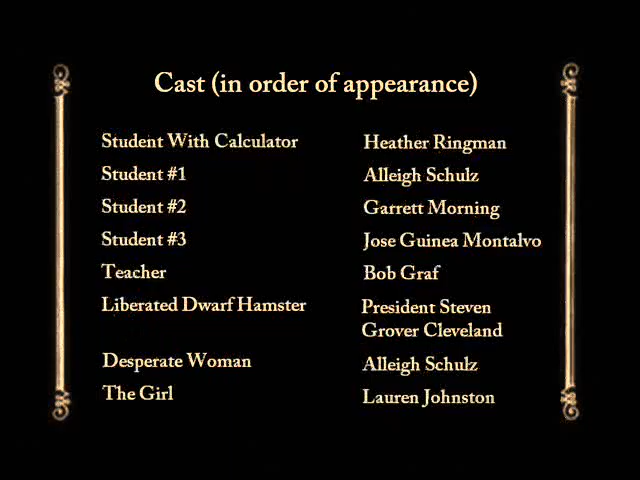 Cast (in order of appearance)
Student With Calculator Heather Ringman
Student #1 Alleigh Schulz
Student #2 Garrett Morning
Student #3 Jose Guinea Montalvo
Teacher Bob Graf
Liberated Dwarf Hamster President Steven
Grover Cleveland
Desperate Woman Alleigh Schulz
The Girl Lauren Johnston